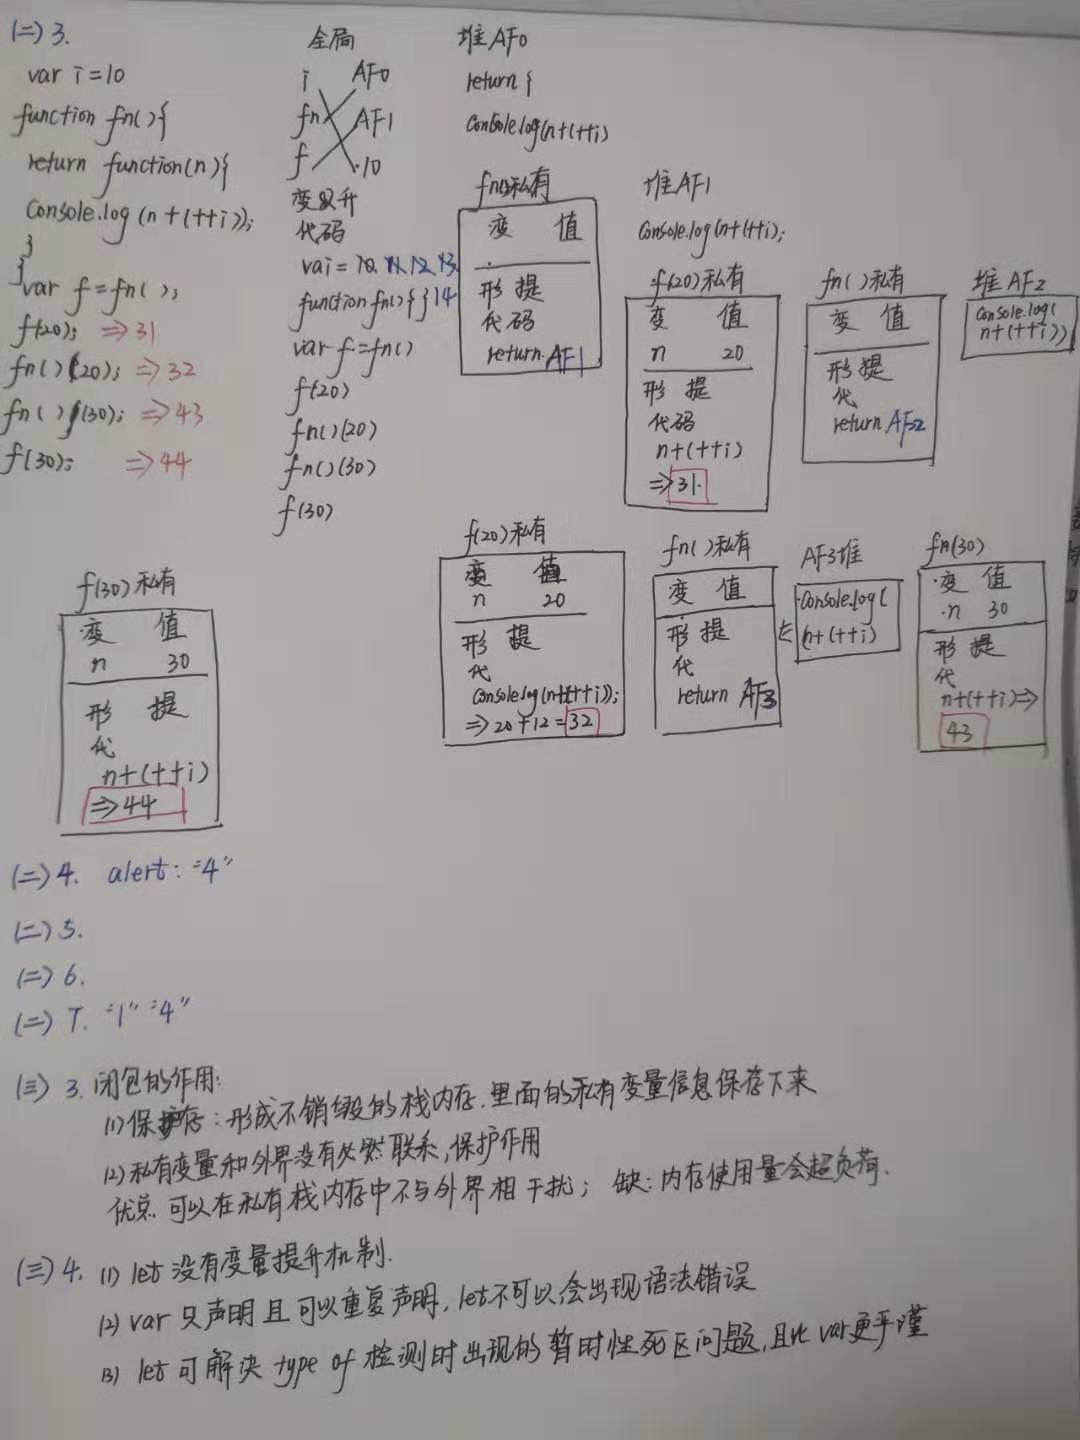 (二) 3.
var i=10
function fn(){
return function(n){
Console.log(n+(++i));
}
}
var f=fn();
f(20); => 31
fn()(20); => 32
fn()(30); => 43
f(30); => 44
全局
i AF0
fn AF1
f 10
变量提升
代码
function fn(){ } 14
var f=fn()
f(20)
fn()(20)
fn()(30)
f(30)
堆AF0
return {
Console.log(n+(++i)
fn()私有
变 值
形 提
代码
return AF1
堆AF1
Console.log(n+(++i);
f(20)私有
变 值
n 20
形 提
代码
n+(++i)
=>31.
fn()私有
变 值
形 提
代
return AF2
堆AF2
Console.log(
n+(++i))
f(20)私有
变 值
n 20
形 提
代
Console.log(n+(++i));
=>20+12=32
fn()私有
变 值
形 提
代
return AF3
AF3堆
Console.log(
n+(++i)
fn(30)
变 值
n 30
形 提
代
n+(++i)=>
43
f(30)私有
变 值
n 30
形 提
代
n+(++i)
=>44
(二) 4. alert: "4"
(二) 5.
(二) 6.
(二) 7. "1" "4"
(三) 3. 闭包的作用:
(1)保存: 形成不销毁的栈内存.里面的私有变量信息保存下来
(2)私有变量和外界没有必然联系,保护作用
优点 可以在私有栈内存中不与外界相干扰; 缺: 内存使用量会超负荷.
(三) 4. (1) let 没有变量提升机制.
(2) var 只声明且可以重复声明, let不可以会出现语法错误
(3) let可解决 type of 检测时出现的暂时性死区问题,且比var更严谨